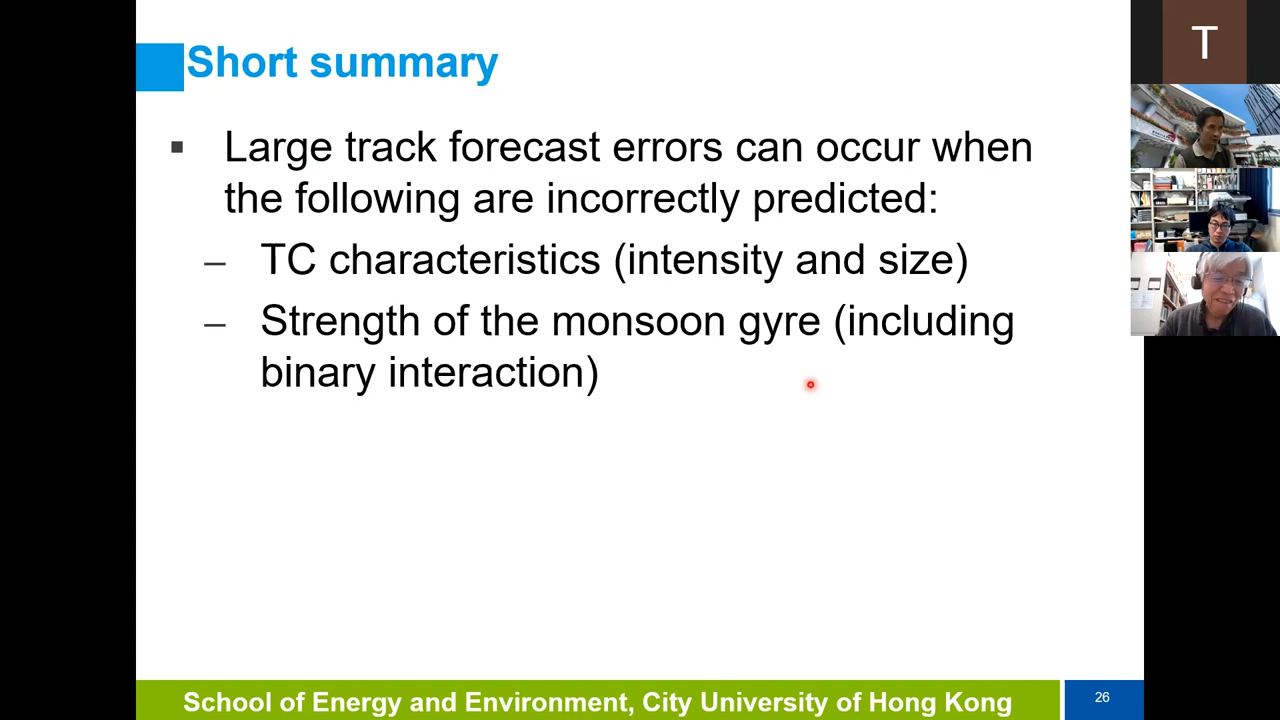 Short summary
Large track forecast errors can occur when
the following are incorrectly predicted:
– TC characteristics (intensity and size)
– Strength of the monsoon gyre (including
binary interaction)
School of Energy and Environment, City University of Hong Kong
26
T